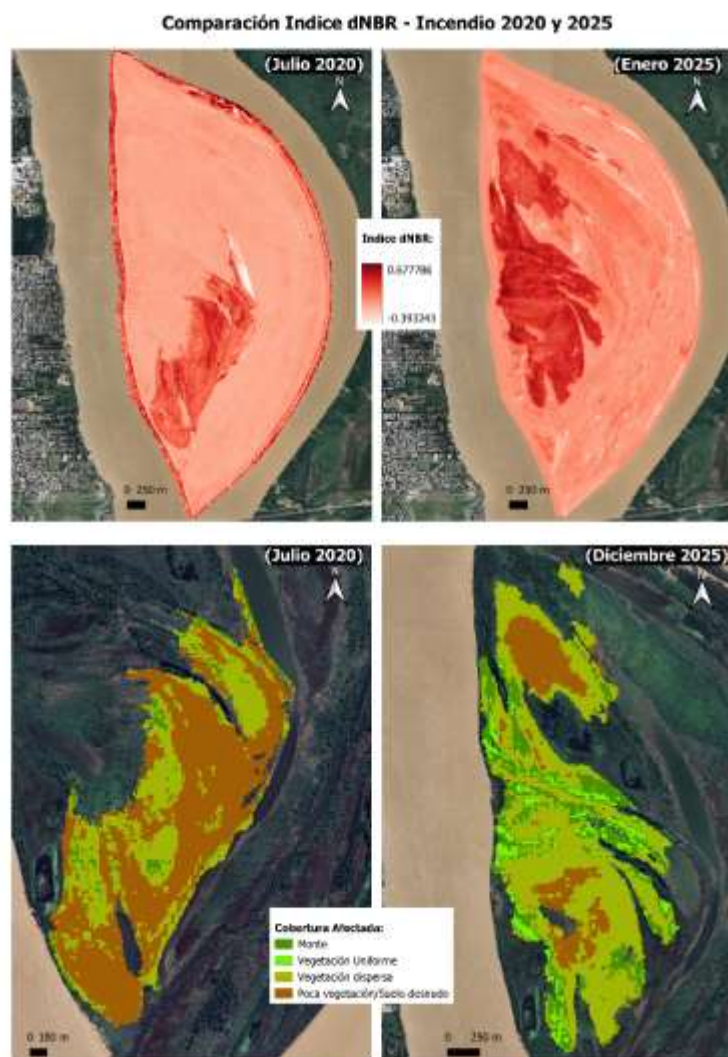 Comparación Indice dNBR - Incendio 2020 y 2025
(Julio 2020)
N
(Enero 2025)
N
Indice dNBR:
0.677786
-0.393243
0 250 m
0 250 m
(Julio 2020)
N
(Diciembre 2025)
N
Cobertura Afectada:
Monte
Vegetación Uniforme
Vegetación dispersa
Poca vegetación/Suelo desnudo
0 100 m
0 250 m